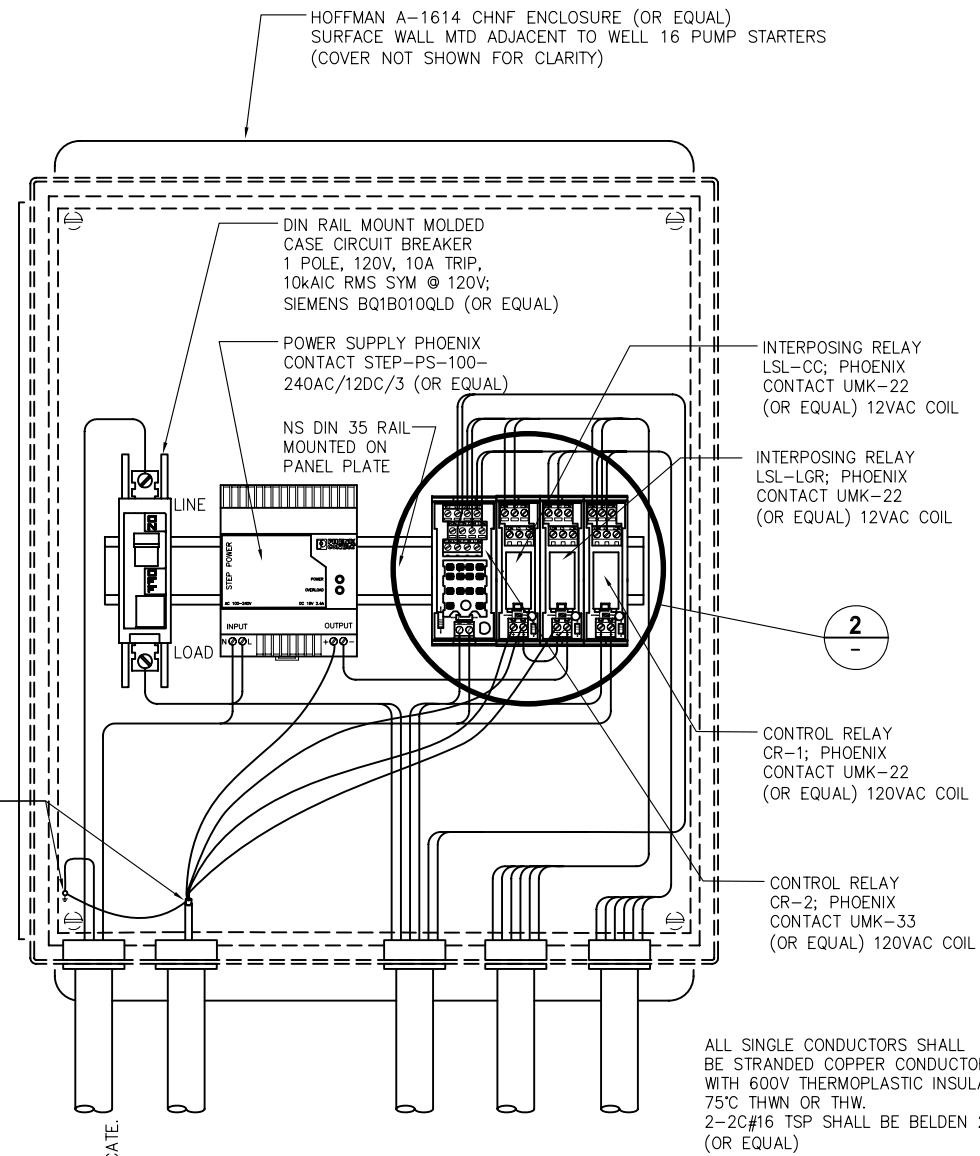 HOFFMAN A-1614 CHNF ENCLOSURE (OR EQUAL)
SURFACE WALL MTD ADJACENT TO WELL 16 PUMP STARTERS
(COVER NOT SHOWN FOR CLARITY)
DIN RAIL MOUNT MOLDED
CASE CIRCUIT BREAKER
1 POLE, 120V, 10A TRIP,
10kAIC RMS SYM @ 120V;
SIEMENS BQ1B010QLD (OR EQUAL)
POWER SUPPLY PHOENIX
CONTACT STEP-PS-100-
240AC/12DC/3 (OR EQUAL)
NS DIN 35 RAIL
MOUNTED ON
PANEL PLATE
INTERPOSING RELAY
LSL-CC; PHOENIX
CONTACT UMK-22
(OR EQUAL) 12VAC COIL
INTERPOSING RELAY
LSL-LGR; PHOENIX
CONTACT UMK-22
(OR EQUAL) 12VAC COIL
LINE
LOAD
STEP POWER
POWER
OVERLOAD
AC 100-240V
INPUT
OUTPUT
N
L
+
-
2
-
CONTROL RELAY
CR-1; PHOENIX
CONTACT UMK-22
(OR EQUAL) 120VAC COIL
CONTROL RELAY
CR-2; PHOENIX
CONTACT UMK-33
(OR EQUAL) 120VAC COIL
ALL SINGLE CONDUCTORS SHALL
BE STRANDED COPPER
WITH 600V THERMOPLASTIC
75°C THWN OR THW.
2-2C#16 TSP SHALL BE BELDEN
(OR EQUAL)